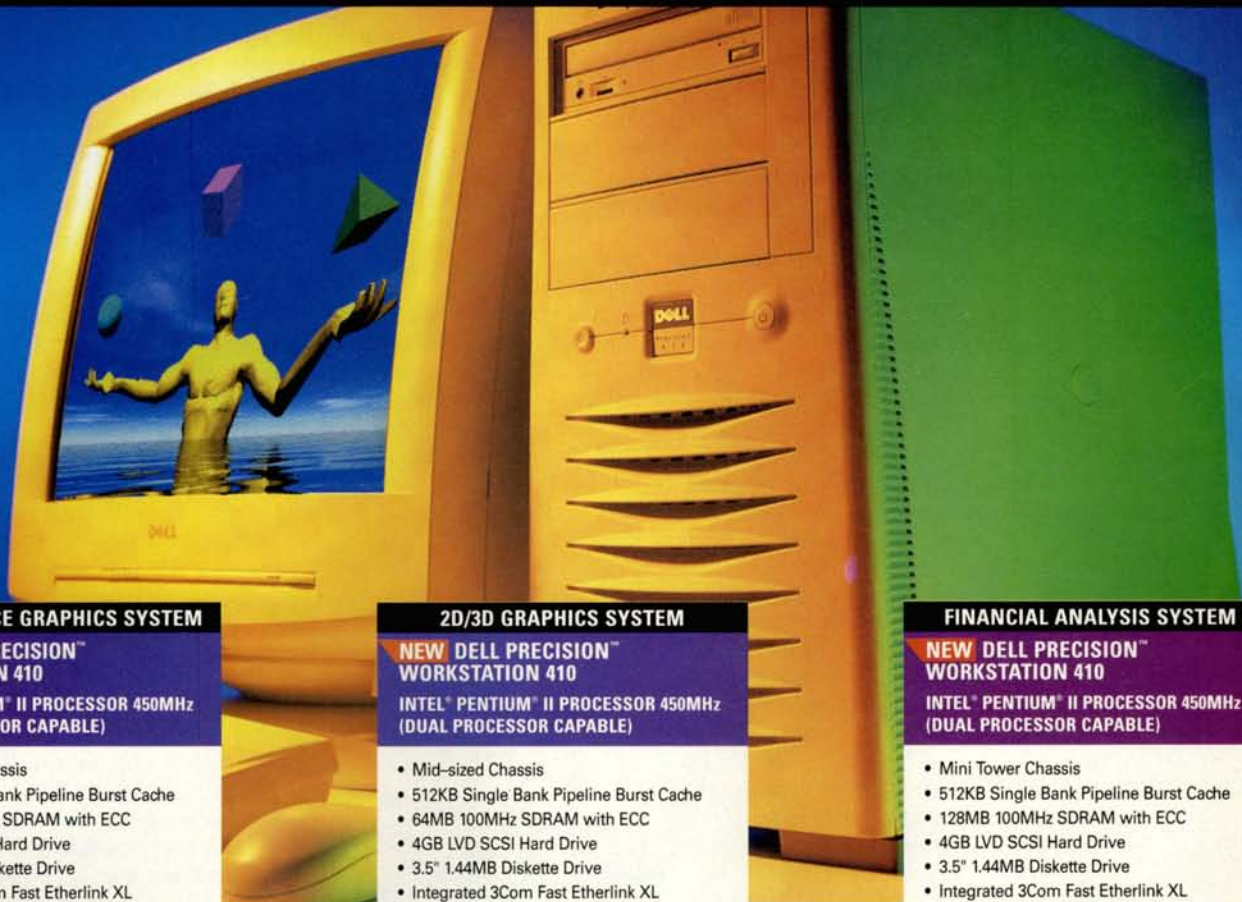 DELL
DELL
CE GRAPHICS SYSTEM
ECISION™
N 410
M® II PROCESSOR 450MHz
OR CAPABLE)
ssis
ank Pipeline Burst Cache
SDRAM with ECC
Hard Drive
kette Drive
m Fast Etherlink XL
2D/3D GRAPHICS SYSTEM
NEW DELL PRECISION™
WORKSTATION 410
INTEL® PENTIUM® II PROCESSOR 450MHz
(DUAL PROCESSOR CAPABLE)
• Mid–sized Chassis
• 512KB Single Bank Pipeline Burst Cache
• 64MB 100MHz SDRAM with ECC
• 4GB LVD SCSI Hard Drive
• 3.5" 1.44MB Diskette Drive
• Integrated 3Com Fast Etherlink XL
FINANCIAL ANALYSIS SYSTEM
NEW DELL PRECISION™
WORKSTATION 410
INTEL® PENTIUM® II PROCESSOR 450MHz
(DUAL PROCESSOR CAPABLE)
• Mini Tower Chassis
• 512KB Single Bank Pipeline Burst Cache
• 128MB 100MHz SDRAM with ECC
• 4GB LVD SCSI Hard Drive
• 3.5" 1.44MB Diskette Drive
• Integrated 3Com Fast Etherlink XL